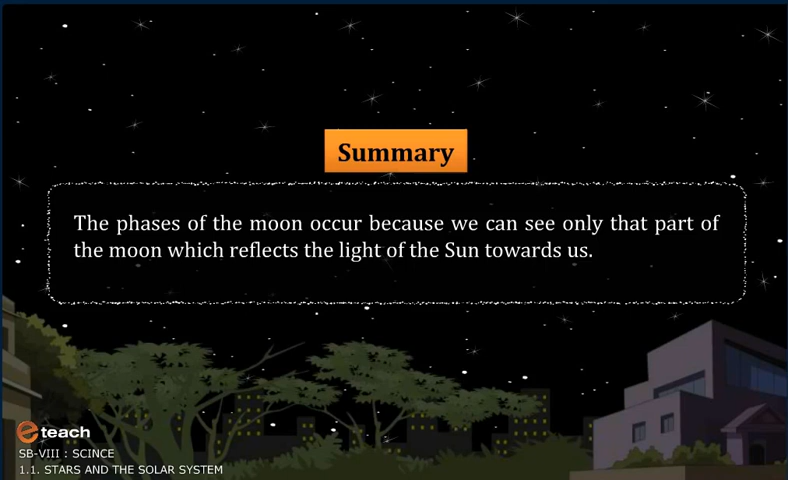 Summary
The phases of the moon occur because we can see only that part of
the moon which reflects the light of the Sun towards us.
eteach
SB-VIII : SCINCE
1.1. STARS AND THE SOLAR SYSTEM